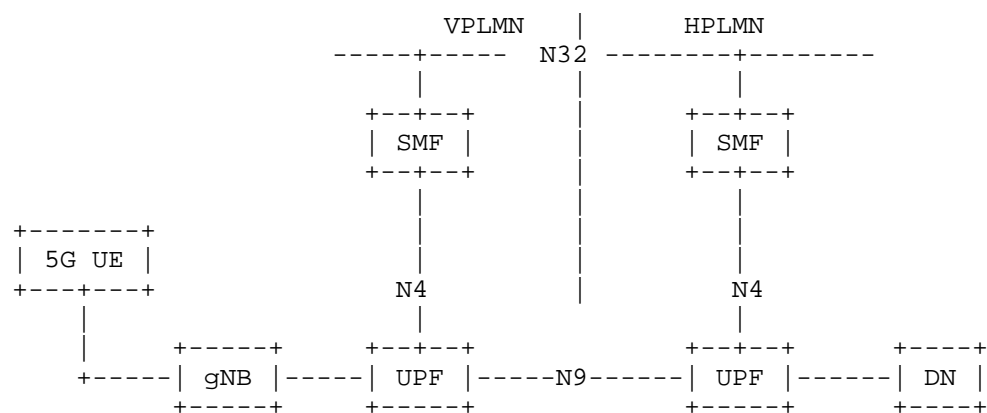 VPLMN HPLMN
N32
SMF SMF
5G UE
N4 N4
gNB UPF N9 UPF DN